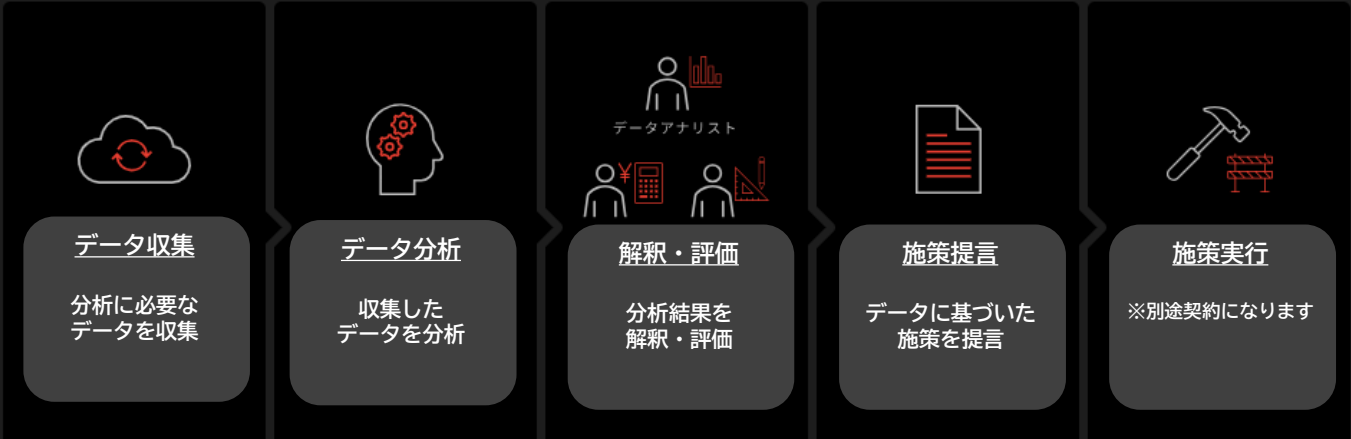 データ収集
分析に必要な
データを収集
データ分析
収集した
データを分析
データアナリスト
¥
解釈・評価
分析結果を
解釈・評価
施策提言
データに基づいた
施策を提言
施策実行
※別途契約になります